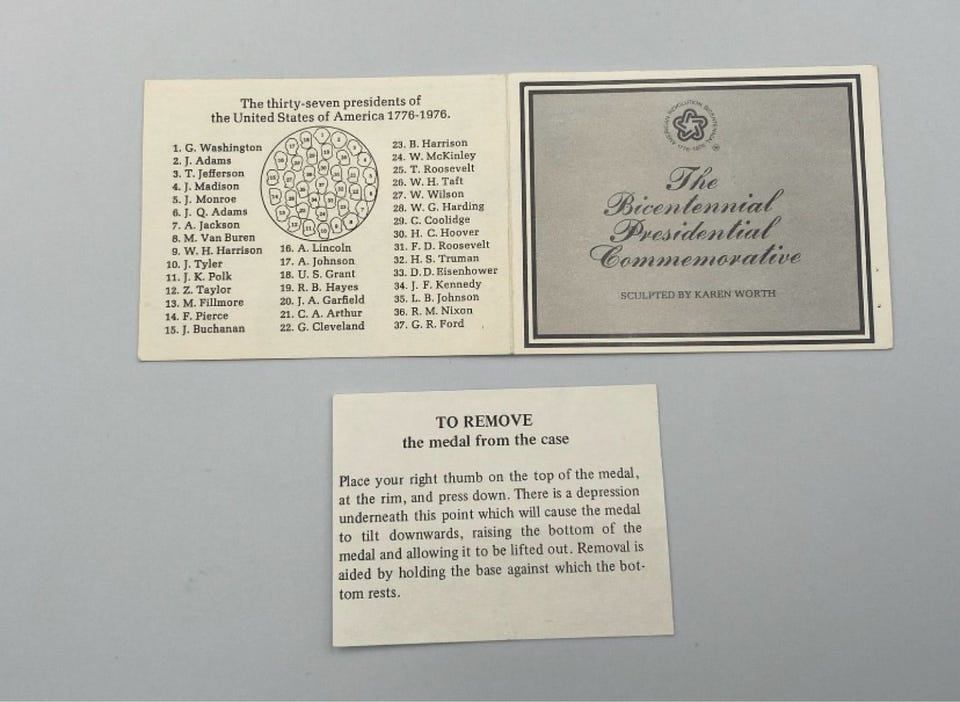 The thirty-seven presidents of
the United States of America 1776-1976.
1. G. Washington
2. J. Adams
3. T. Jefferson
4. J. Madison
5. J. Monroe
6. J. Q. Adams
7. A. Jackson
8. M. Van Buren
9. W. H. Harrison
10. J. Tyler
11. J. K. Polk
12. Z. Taylor
13. M. Fillmore
14. F. Pierce
15. J. Buchanan
16. A. Lincoln
17. A. Johnson
18. U. S. Grant
19. R. B. Hayes
20. J. A. Garfield
21. C. A. Arthur
22. G. Cleveland
23. B. Harrison
24. W. McKinley
25. T. Roosevelt
26. W. H. Taft
27. W. Wilson
28. W. G. Harding
29. C. Coolidge
30. H. C. Hoover
31. F. D. Roosevelt
32. H. S. Truman
33. D. D. Eisenhower
34. J. F. Kennedy
35. L. B. Johnson
36. R. M. Nixon
37. G. R. Ford
AMERICAN REVOLUTION BICENTENNIAL
1776-1976
The
Bicentennial
Presidential
Commemorative
SCULPTED BY KAREN WORTH
TO REMOVE
the medal from the case
Place your right thumb on the top of the medal,
at the rim, and press down. There is a depression
underneath this point which will cause the medal
to tilt downwards, raising the bottom of the
medal and allowing it to be lifted out. Removal is
aided by holding the base against which the bot-
tom rests.